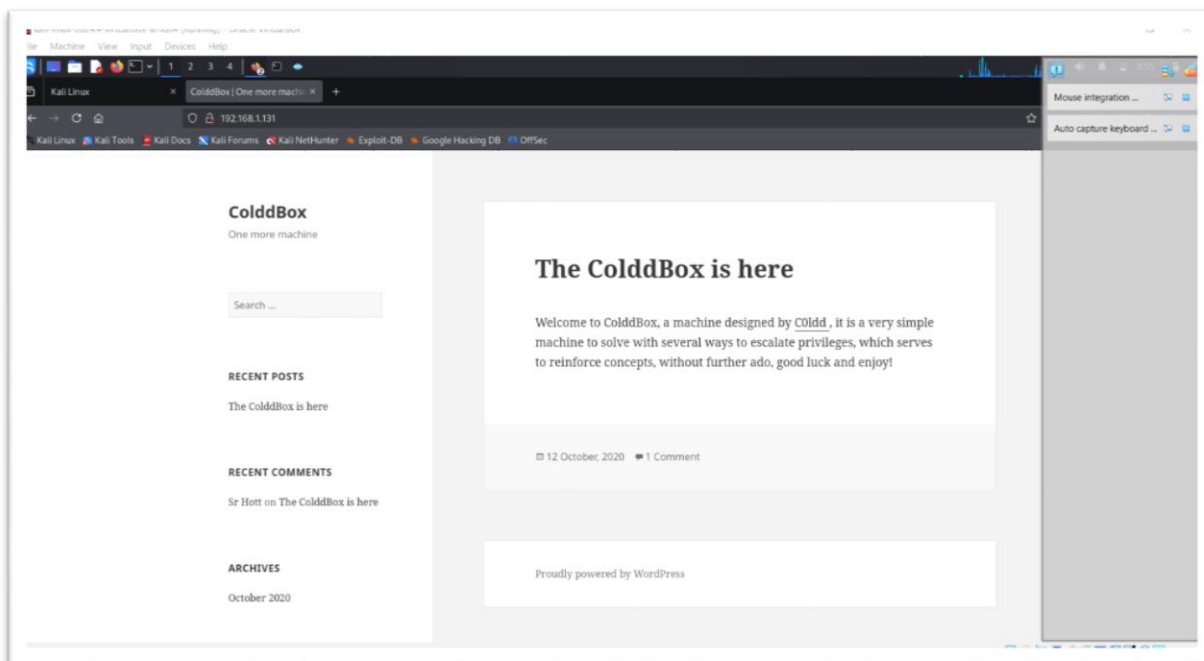 File Machine View Input Devices Help
1 2 3 4
Kali Linux
ColddBox | One more machin
192.168.1.131
Kali Linux Kali Tools Kali Docs Kali Forums Kali NetHunter Exploit-DB Google Hacking DB OffSec
Mouse integration ...
Auto capture keyboard ...
ColddBox
One more machine
Search ...
RECENT POSTS
The ColddBox is here
RECENT COMMENTS
Sr Hott on The ColddBox is here
ARCHIVES
October 2020
The ColddBox is here
Welcome to ColddBox, a machine designed by C0ldd , it is a very simple
machine to solve with several ways to escalate privileges, which serves
to reinforce concepts, without further ado, good luck and enjoy!
12 October, 2020 1 Comment
Proudly powered by WordPress